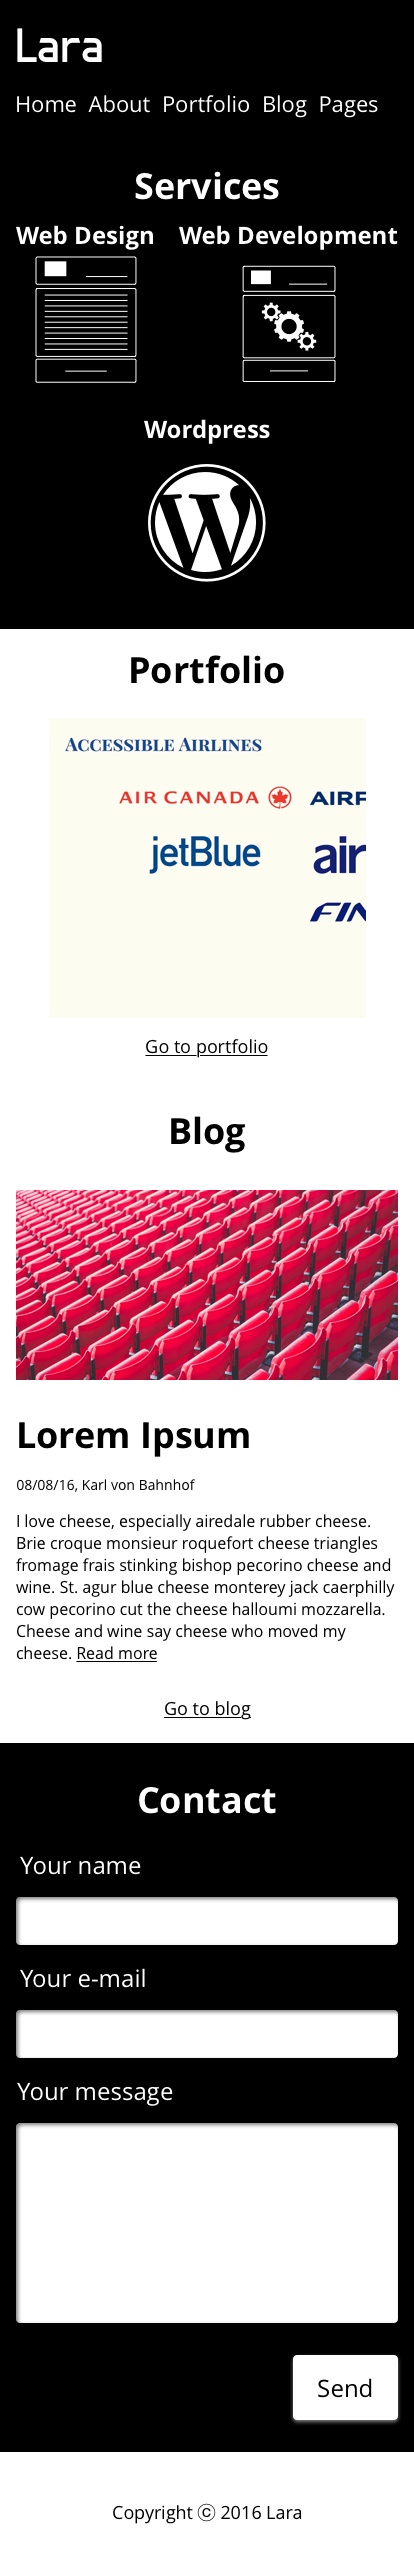 Lara
Home About Portfolio Blog Pages
Services
Web Design Web Development
Wordpress
W
Portfolio
ACCESSIBLE AIRLINES
AIR CANADA
jetBlue
Go to portfolio
Blog
Lorem Ipsum
08/08/16, Karl von Bahnhof
I love cheese, especially airedale rubber cheese.
Brie croque monsieur roquefort cheese triangles
fromage frais stinking bishop pecorino cheese and
wine. St. agur blue cheese monterey jack caerphilly
cow pecorino cut the cheese halloumi mozzarella.
Cheese and wine say cheese who moved my
cheese. Read more
Go to blog
Contact
Your name
Your e-mail
Your message
Send
Copyright ⓒ 2016 Lara